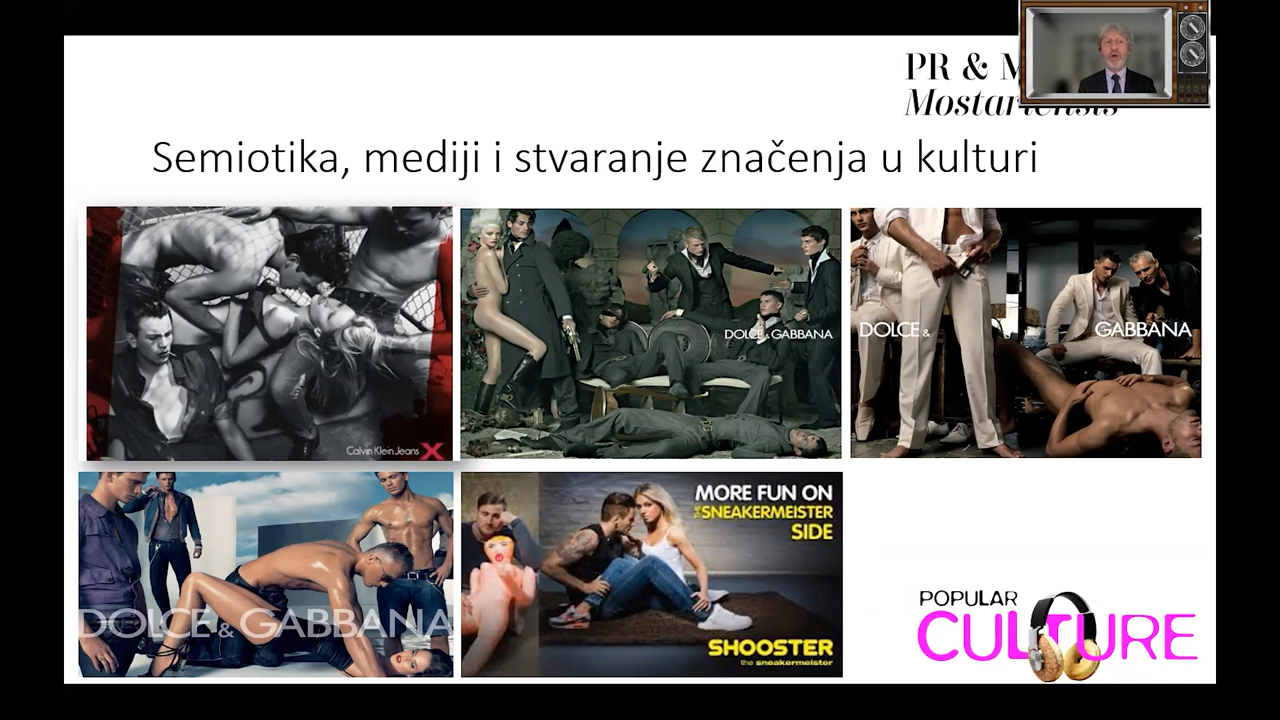 PR & M
Mostariensis
Semiotika, mediji i stvaranje značenja u kulturi
Calvin Klein Jeans X
DOLCE & GABBANA
DOLCE & GABBANA
DOLCE & GABBANA
MORE FUN ON
THE SNEAKERMEISTER
SIDE
SHOOSTER
the sneakermeister
POPULAR
CULTURE